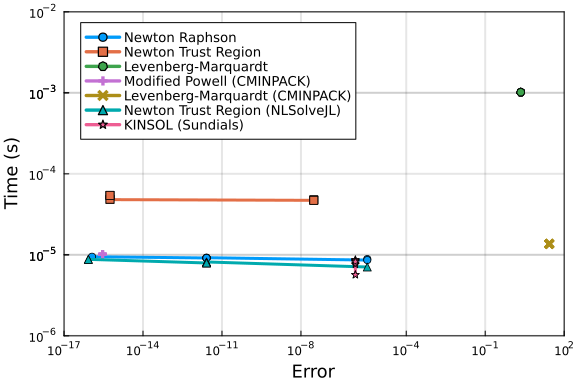 10⁻²
Newton Raphson
Newton Trust Region
Levenberg-Marquardt
Modified Powell (CMINPACK)
Levenberg-Marquardt (CMINPACK)
Newton Trust Region (NLSolveJL)
KINSOL (Sundials)
10⁻³
Time (s)
10⁻⁴
10⁻⁵
10⁻⁶
10⁻¹⁷ 10⁻¹⁴ 10⁻¹¹ 10⁻⁸ 10⁻⁴ 10⁻¹ 10²
Error